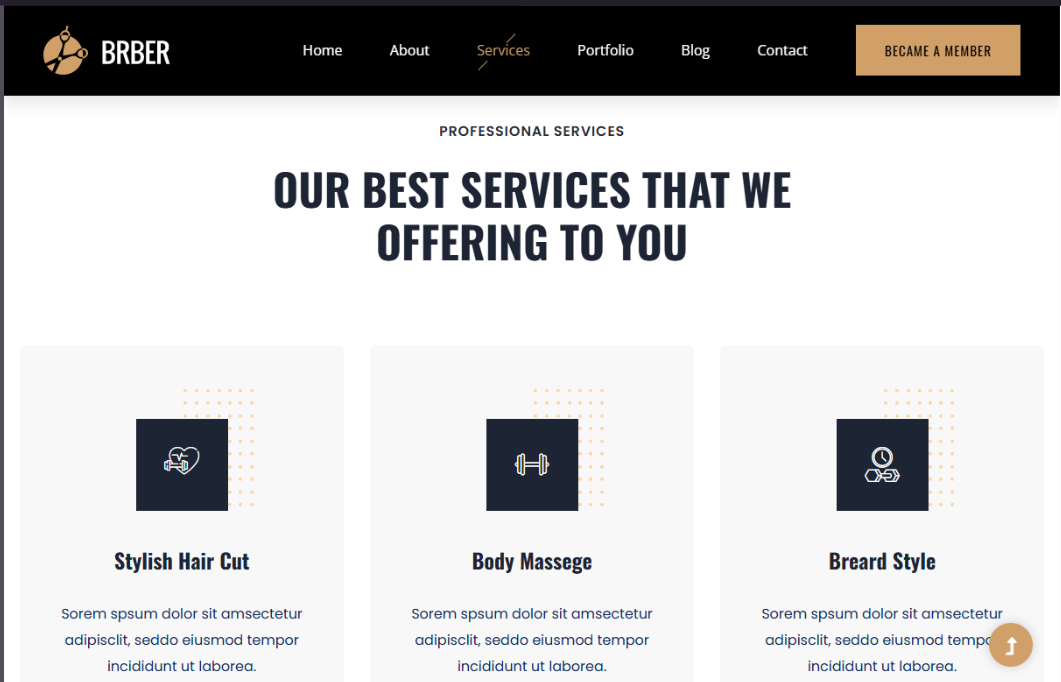 BRBER
Home About Services Portfolio Blog Contact BECAME A MEMBER
PROFESSIONAL SERVICES
OUR BEST SERVICES THAT WE
OFFERING TO YOU
Stylish Hair Cut
Sorem spsum dolor sit amsectetur
adipisclit, seddo eiusmod tempor
incididunt ut laborea.
Body Massege
Sorem spsum dolor sit amsectetur
adipisclit, seddo eiusmod tempor
incididunt ut laborea.
Breard Style
Sorem spsum dolor sit amsectetur
adipisclit, seddo eiusmod tempo
incididunt ut laborea.